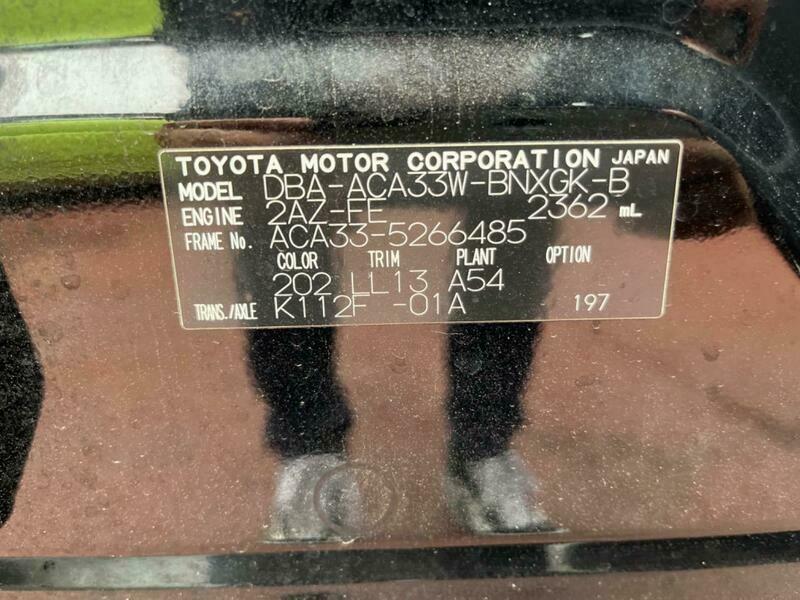 TOYOTA MOTOR CORPORATION JAPAN
MODEL DBA-ACA33W-BNXGK-B
ENGINE 2AZ-FE 2362 mL
FRAME No. ACA33-5266485
COLOR TRIM PLANT OPTION
202 LL13 A54
TRANS./AXLE K112F -01A 197